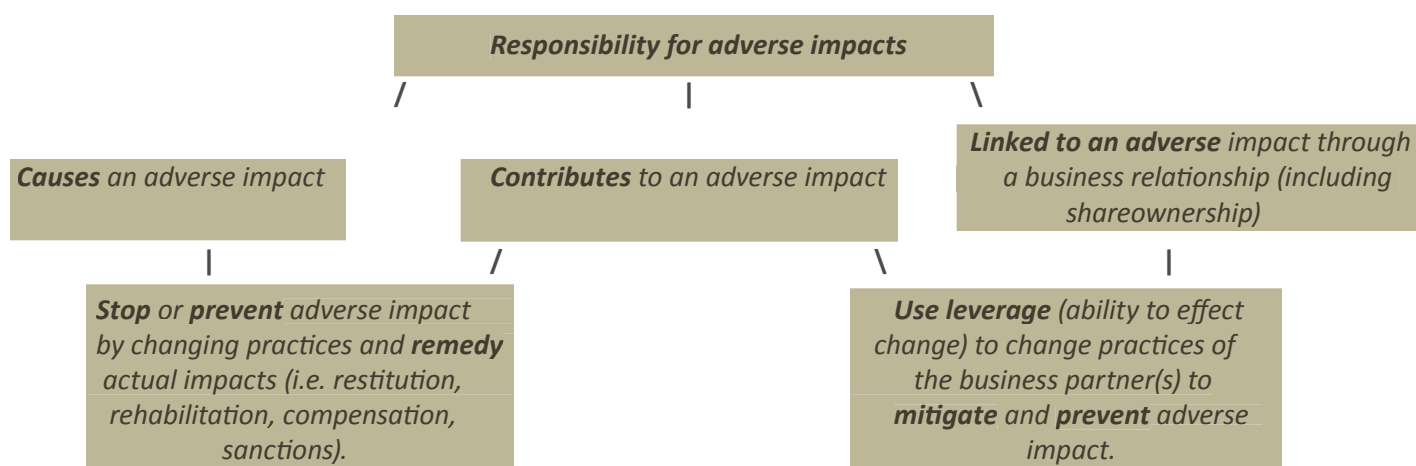 Responsibility for adverse impacts
/ | \
Causes an adverse impact
Contributes to an adverse impact
Linked to an adverse impact through
a business relationship (including
shareownership)
| / \ |
Stop or prevent adverse impact
by changing practices and remedy
actual impacts (i.e. restitution,
rehabilitation, compensation,
sanctions).
Use leverage (ability to effect
change) to change practices of
the business partner(s) to
mitigate and prevent adverse
impact.